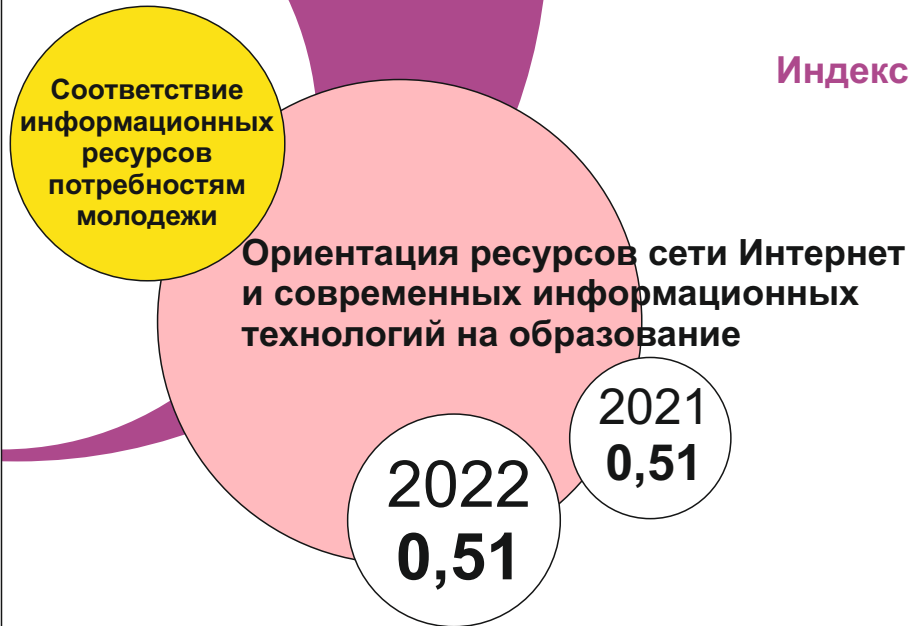 Индекс
Соответствие
информационных
ресурсов
потребностям
молодежи
Ориентация ресурсов сети Интернет
и современных информационных
технологий на образование
2021
0,51
2022
0,51